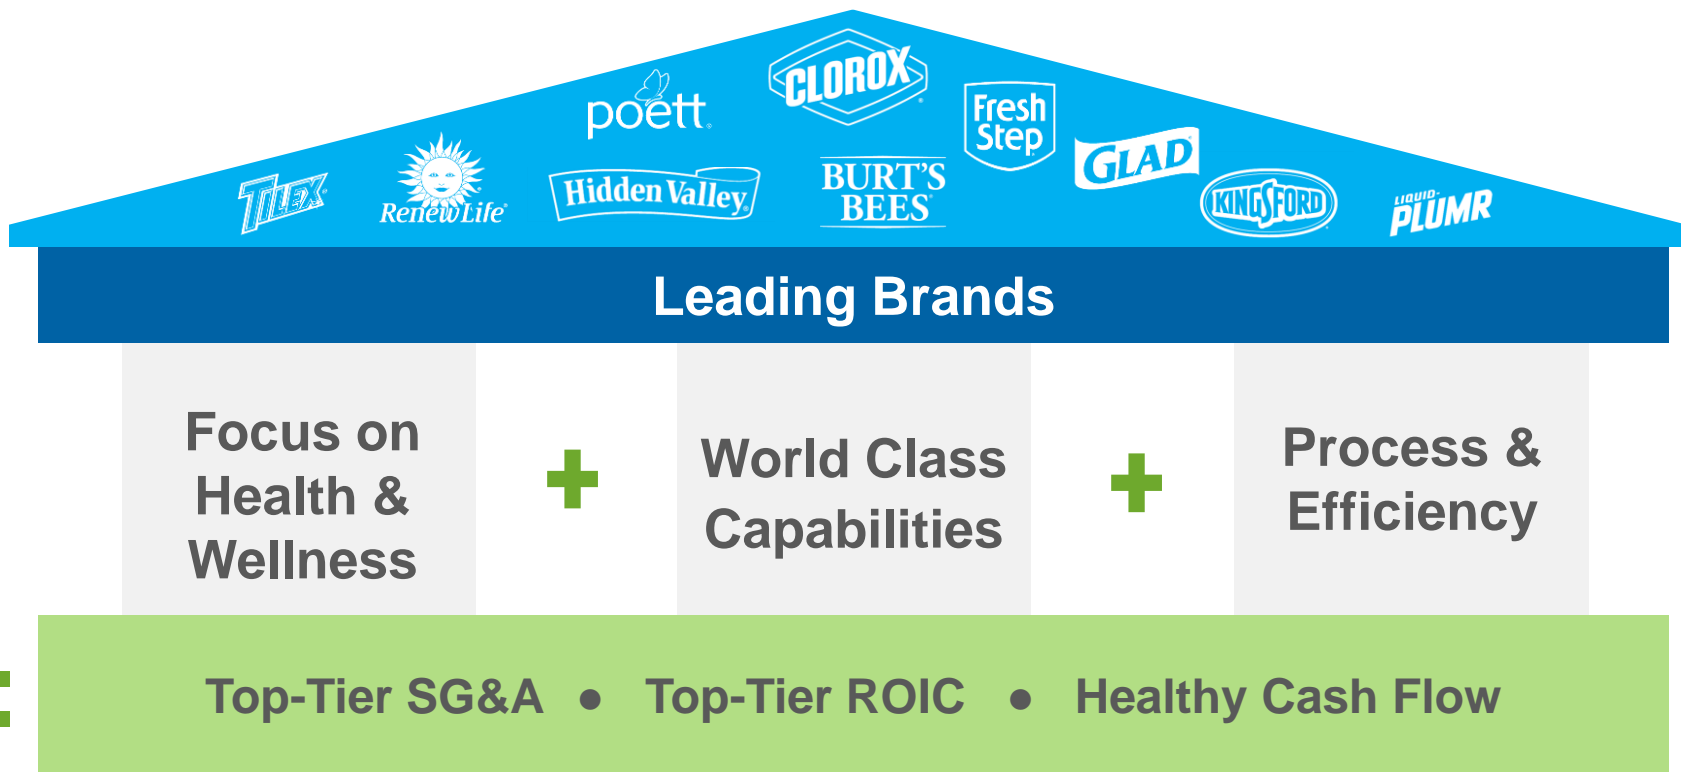 CLOROX
poett
Fresh
Step
GLAD
TILEX
RenewLife
Hidden Valley
BURT'S
BEES
KINGSFORD
LIQUID-
PLUMR
Leading Brands
Focus on
Health &
Wellness
+
World Class
Capabilities
+
Process &
Efficiency
Top-Tier SG&A ● Top-Tier ROIC ● Healthy Cash Flow